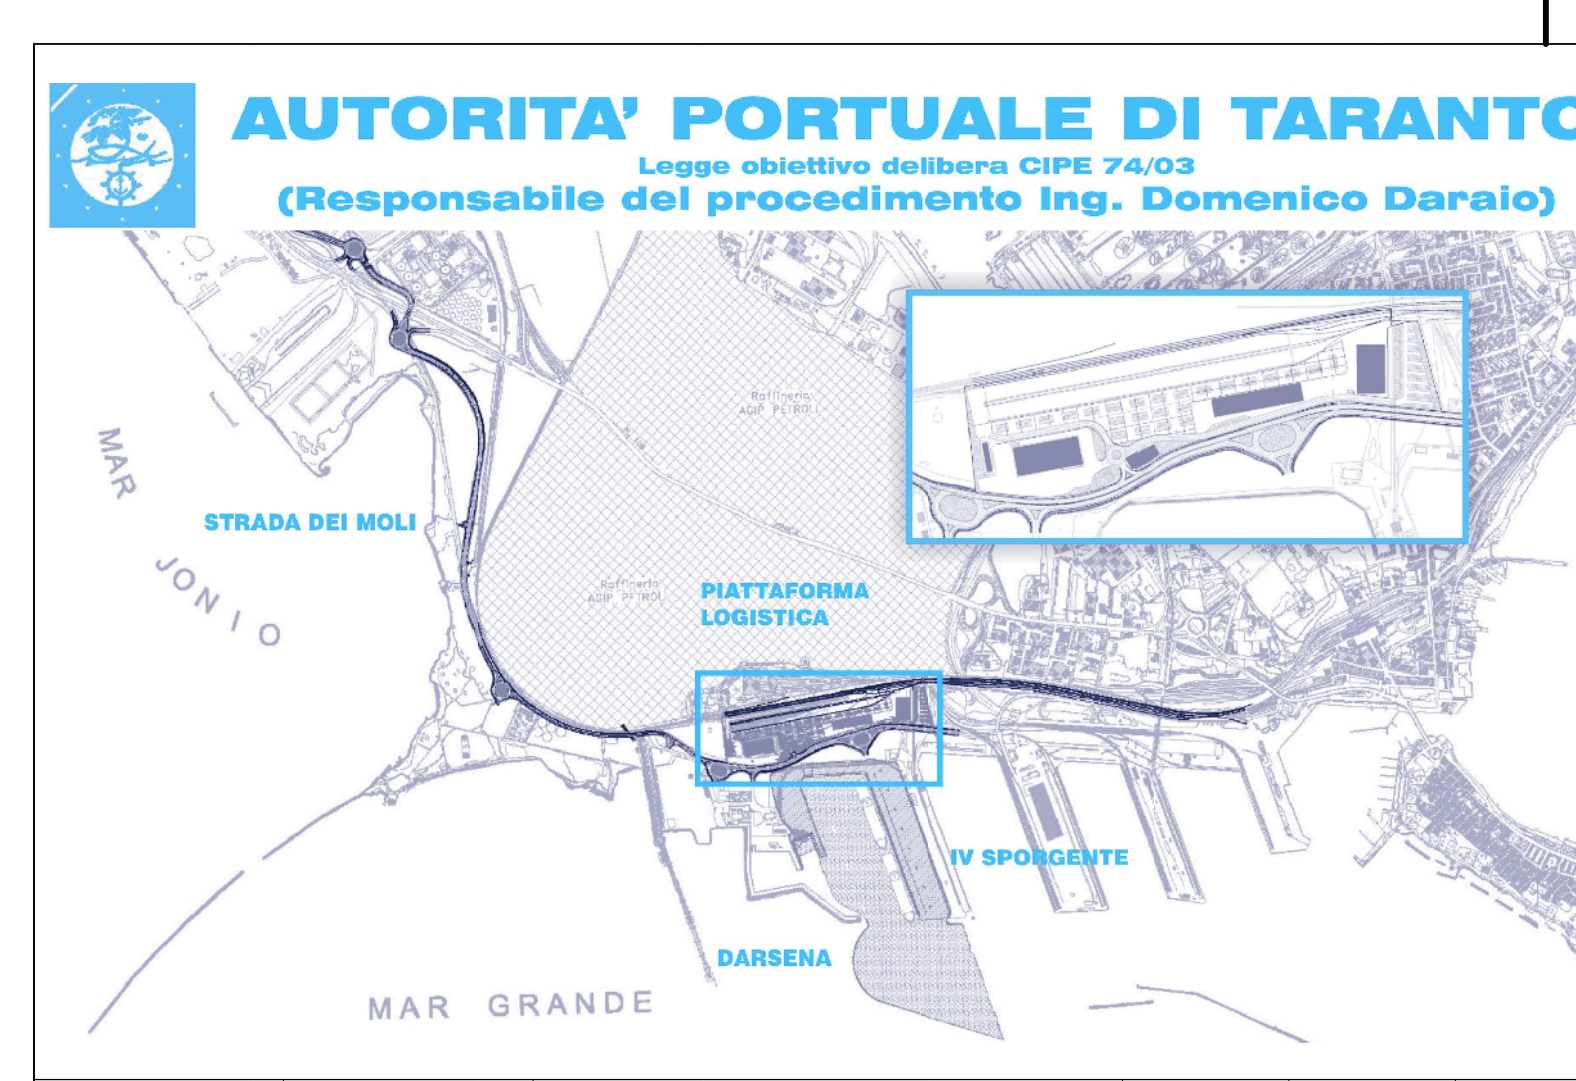 AUTORITA' PORTUALE DI TARANTO
Legge obiettivo delibera CIPE 74/03
(Responsabile del procedimento Ing. Domenico Daraio)
Raffineria
AGIP PETROLI
MAR
STRADA DEI MOLI
JONIO
Raffineria
AGIP PETROLI
PIATTAFORMA
LOGISTICA
IV SPORGENTE
DARSENA
MAR GRANDE